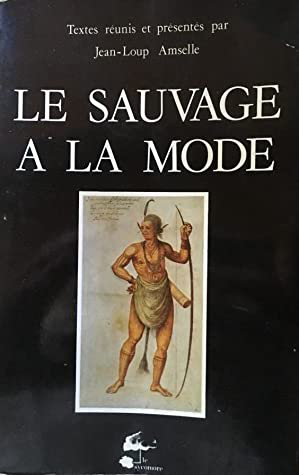 Textes réunis et présentés par
Jean-Loup Amselle
LE SAUVAGE
A LA MODE
le
sycomore